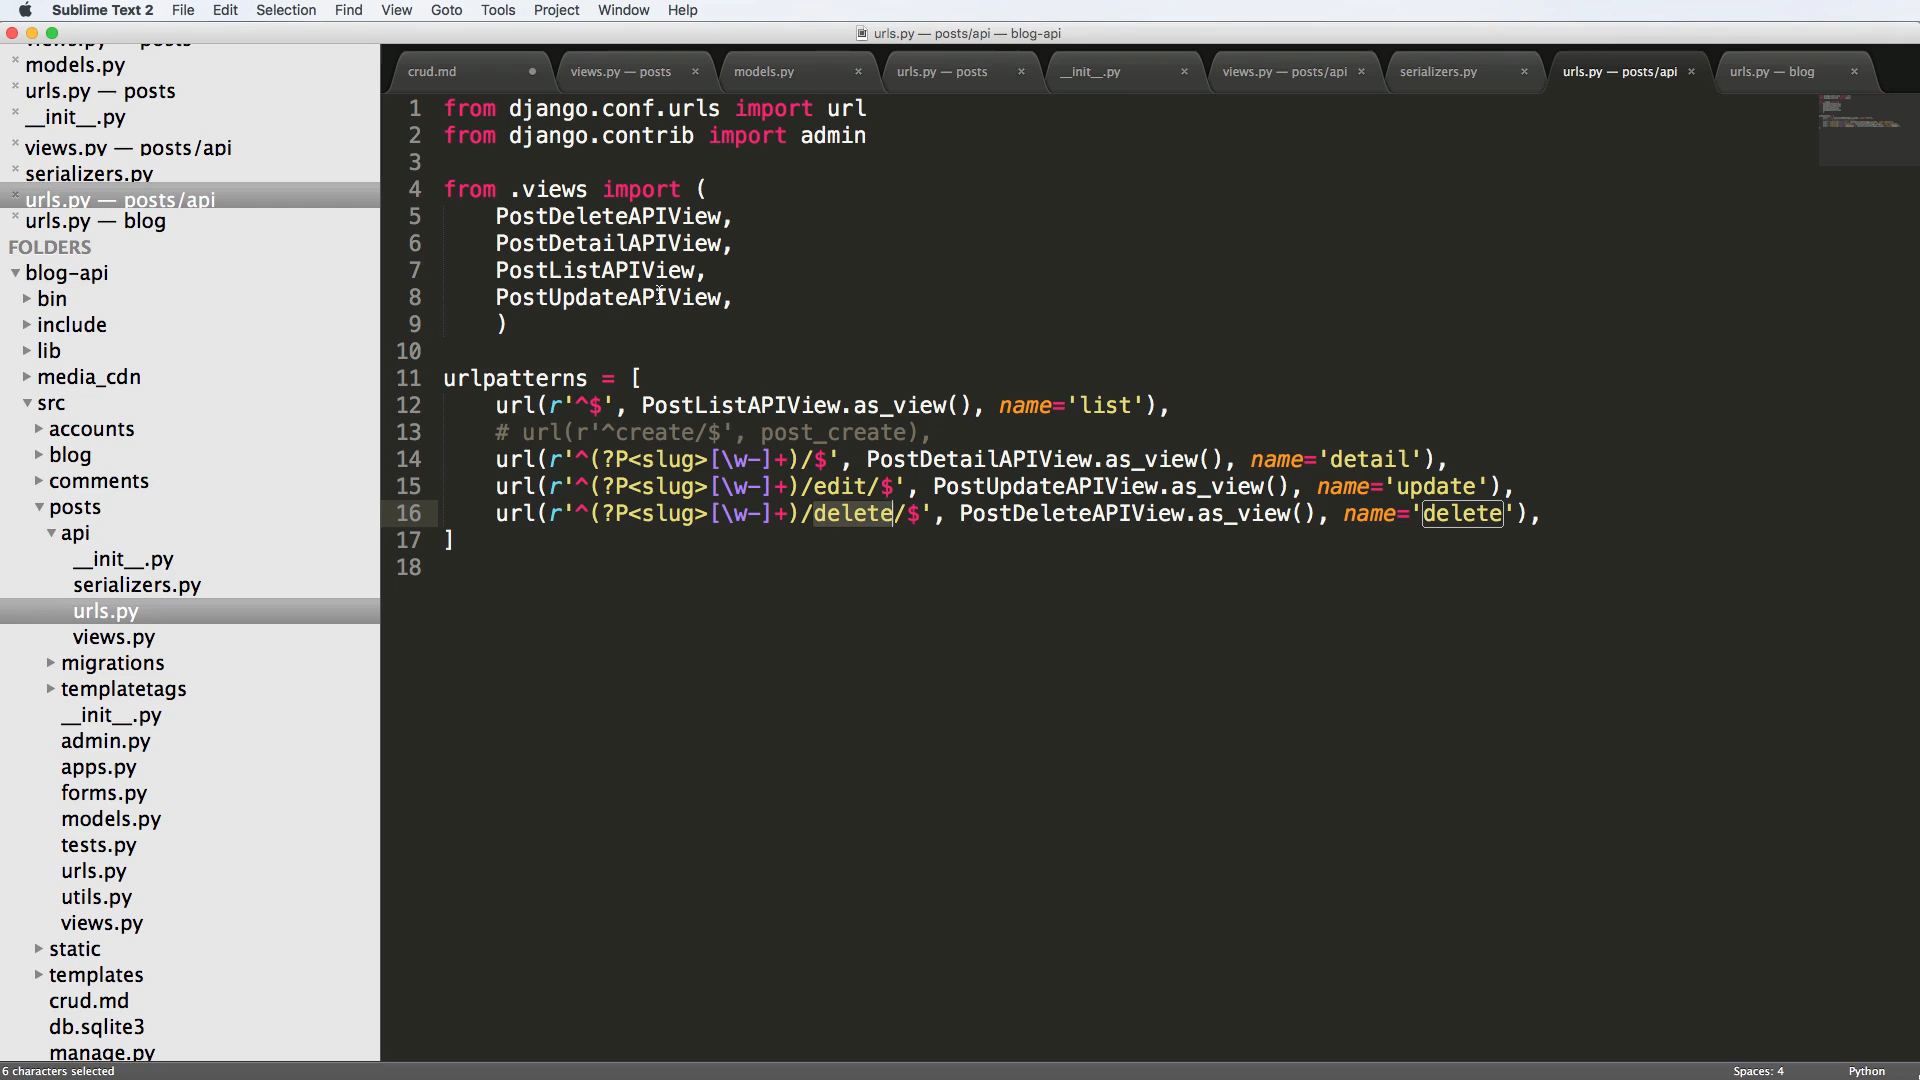 Sublime Text 2 File Edit Selection Find View Goto Tools Project Window Help
urls.py — posts/api — blog-api
crud.md
views.py — posts
models.py
urls.py — posts
__init__.py
views.py — posts/api
serializers.py
urls.py — posts/api
urls.py — blog
views.py — posts
models.py
urls.py — posts
__init__.py
views.py — posts/api
serializers.py
urls.py — posts/api
urls.py — blog
FOLDERS
blog-api
bin
include
lib
media_cdn
src
accounts
blog
comments
posts
api
__init__.py
serializers.py
urls.py
views.py
migrations
templatetags
__init__.py
admin.py
apps.py
forms.py
models.py
tests.py
urls.py
utils.py
views.py
static
templates
crud.md
db.sqlite3
manage.py
1 from django.conf.urls import url
2 from django.contrib import admin
3
4 from .views import (
5     PostDeleteAPIView,
6     PostDetailAPIView,
7     PostListAPIView,
8     PostUpdateAPIView,
9     )
10
11 urlpatterns = [
12     url(r'^$', PostListAPIView.as_view(), name='list'),
13     # url(r'^create/$', post_create),
14     url(r'^(?P<slug>[\w-]+)/$', PostDetailAPIView.as_view(), name='detail'),
15     url(r'^(?P<slug>[\w-]+)/edit/$', PostUpdateAPIView.as_view(), name='update'),
16     url(r'^(?P<slug>[\w-]+)/delete/$', PostDeleteAPIView.as_view(), name='delete'),
17 ]
18
6 characters selected
Spaces: 4
Python